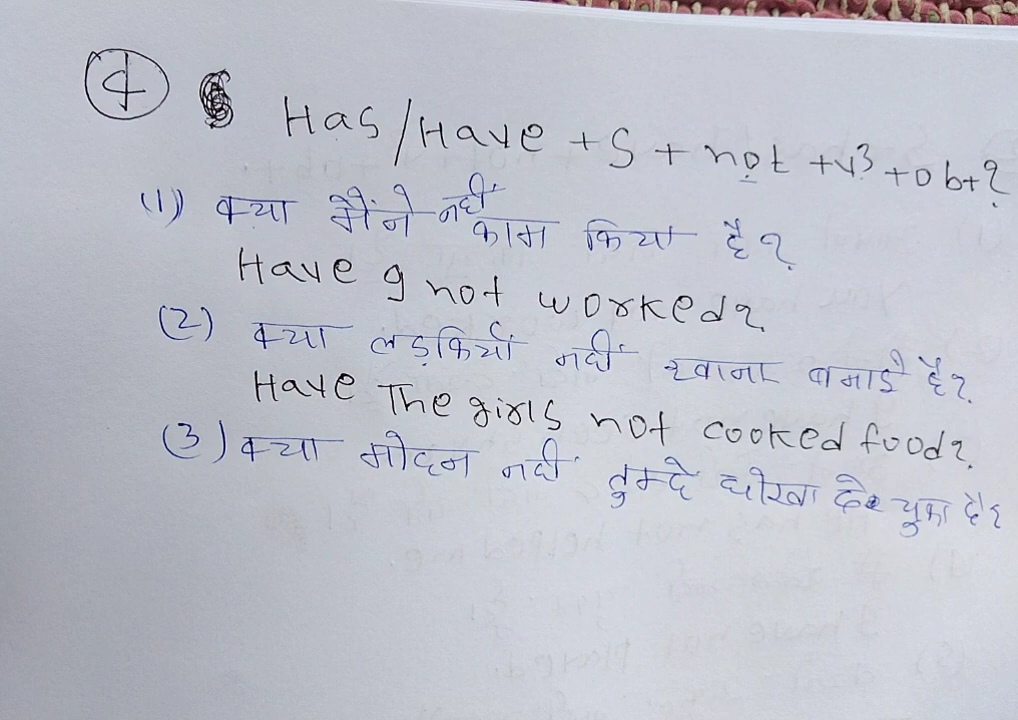 4 Has/Have + S + not + v3 + ob + ?
(1) क्या मैंने नहीं काम किया है?
Have I not worked?
(2) क्या लड़कियाँ नहीं खाना बनाई है?
Have The girls not cooked food?
(3) क्या मोहन नहीं तुम्हे धोखा दे चुका है?